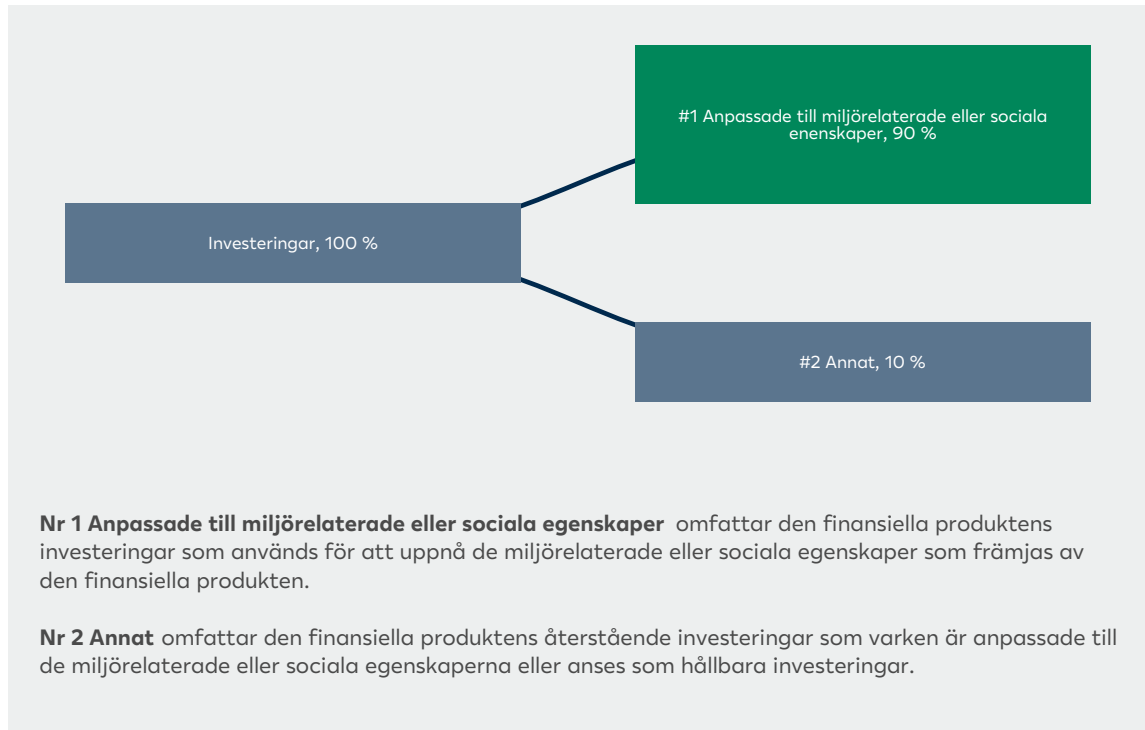 #1 Anpassade till miljörelaterade eller sociala
enenskaper, 90 %
Investeringar, 100 %
#2 Annat, 10 %
Nr 1 Anpassade till miljörelaterade eller sociala egenskaper omfattar den finansiella produktens
investeringar som används för att uppnå de miljörelaterade eller sociala egenskaper som främjas av
den finansiella produkten.
Nr 2 Annat omfattar den finansiella produktens återstående investeringar som varken är anpassade till
de miljörelaterade eller sociala egenskaperna eller anses som hållbara investeringar.